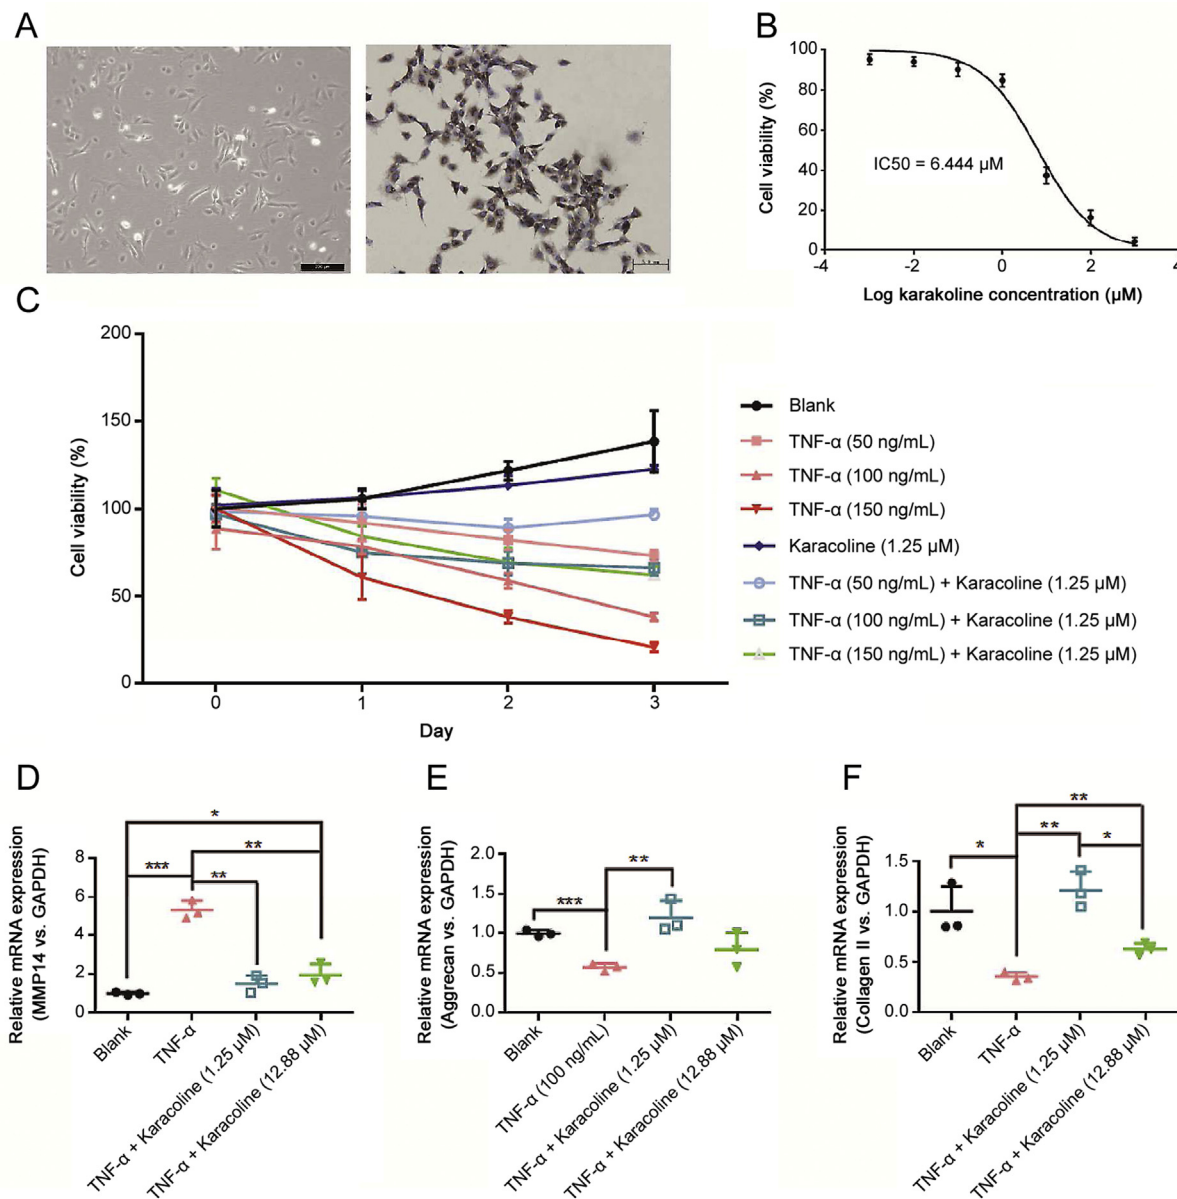 A
B
C
D
E
F
Cell viability (%)
100
80
60
40
20
0
IC50 = 6.444 µM
-4
-2
0
2
4
Log karakoline concentration (µM)
Cell viability (%)
200
150
100
50
0
0
1
2
3
Day
Blank
TNF-α (50 ng/mL)
TNF-α (100 ng/mL)
TNF-α (150 ng/mL)
Karacoline (1.25 µM)
TNF-α (50 ng/mL) + Karacoline (1.25 µM)
TNF-α (100 ng/mL) + Karacoline (1.25 µM)
TNF-α (150 ng/mL) + Karacoline (1.25 µM)
Relative mRNA expression
(MMP14 vs. GAPDH)
8
6
4
2
0
*
**
***
**
Blank
TNF-α
TNF-α + Karacoline (1.25 µM)
TNF-α + Karacoline (12.88 µM)
Relative mRNA expression
(Aggrecan vs. GAPDH)
2.0
1.5
1.0
0.5
0.0
**
***
Blank
TNF-α (100 ng/mL)
TNF-α + Karacoline (1.25 µM)
TNF-α + Karacoline (12.88 µM)
Relative mRNA expression
(Collagen II vs. GAPDH)
1.5
1.0
0.5
0.0
**
**
*
*
Blank
TNF-α
TNF-α + Karacoline (1.25 µM)
TNF-α + Karacoline (12.88 µM)